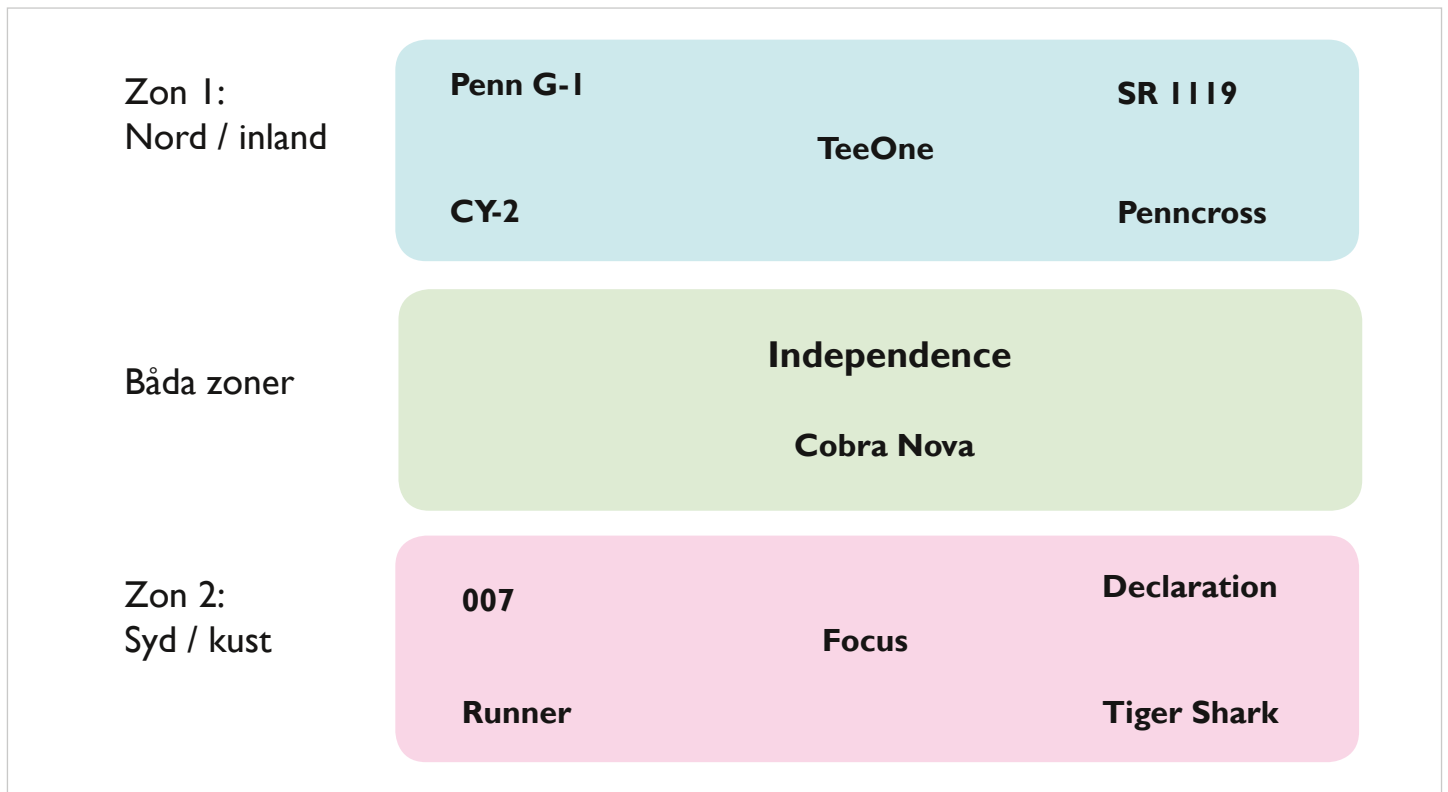 Zon 1:
Nord / inland
Penn G-1
SR 1119
TeeOne
CY-2
Penncross
Båda zoner
Independence
Cobra Nova
Zon 2:
Syd / kust
007
Declaration
Focus
Runner
Tiger Shark